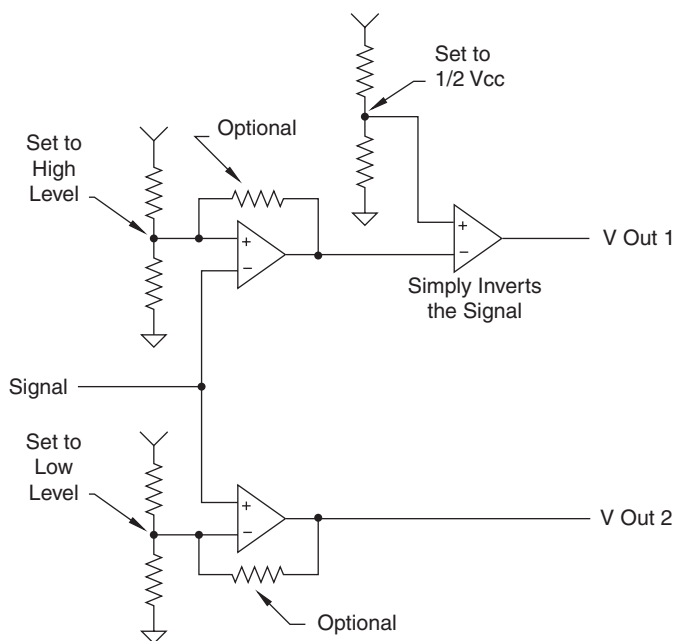 Set to
1/2 Vcc
Optional
Set to
High
Level
+
−
+
−
V Out 1
Simply Inverts
the Signal
Signal
Set to
Low
Level
+
−
V Out 2
Optional